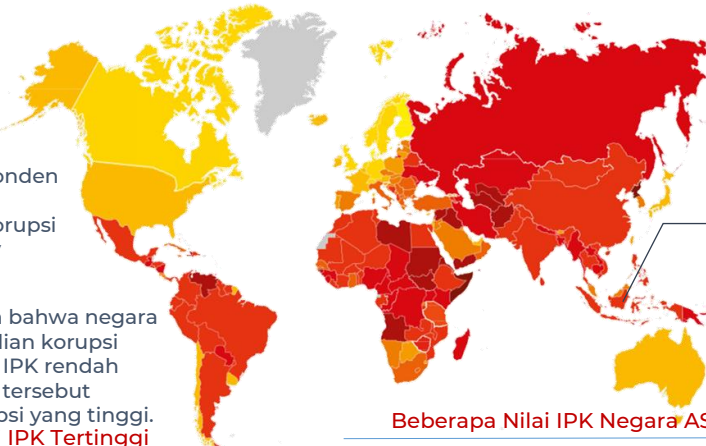 onden
orupsi
bahwa negara
lian korupsi
IPK rendah
tersebut
psi yang tinggi.
IPK Tertinggi
Beberapa Nilai IPK Negara AS